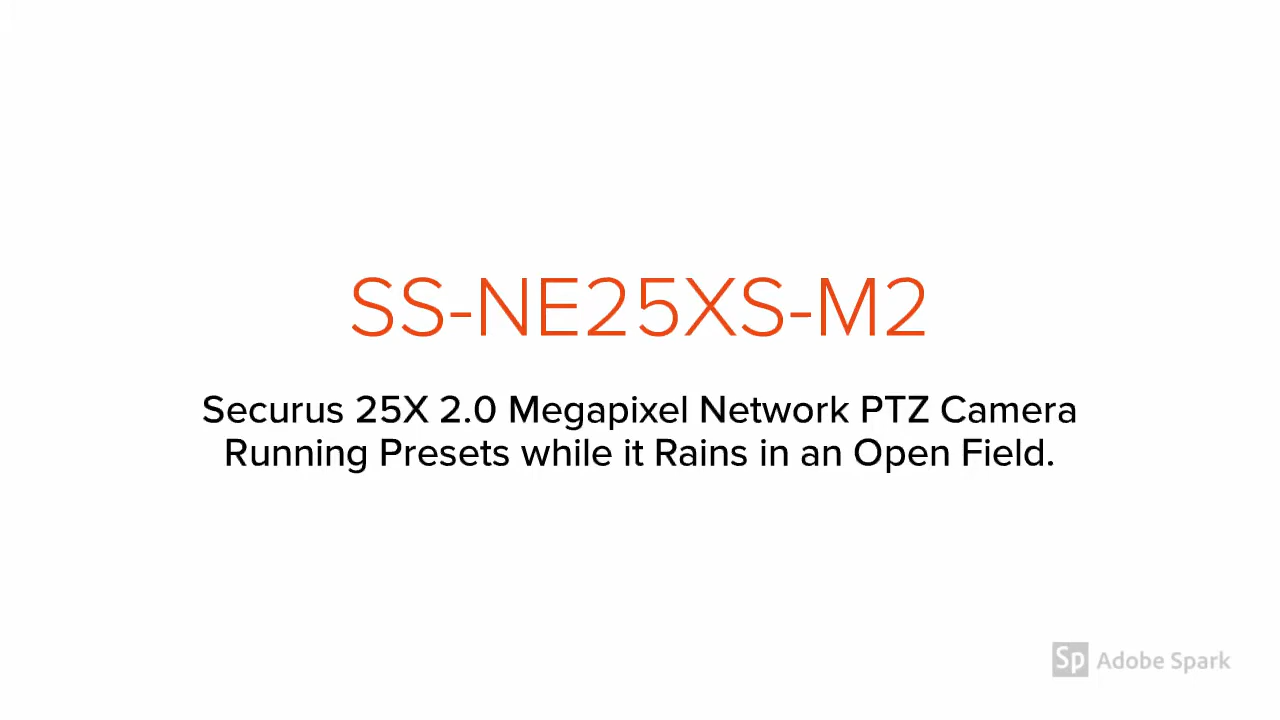 SS-NE25XS-M2
Securus 25X 2.0 Megapixel Network PTZ Camera
Running Presets while it Rains in an Open Field.
Sp Adobe Spark